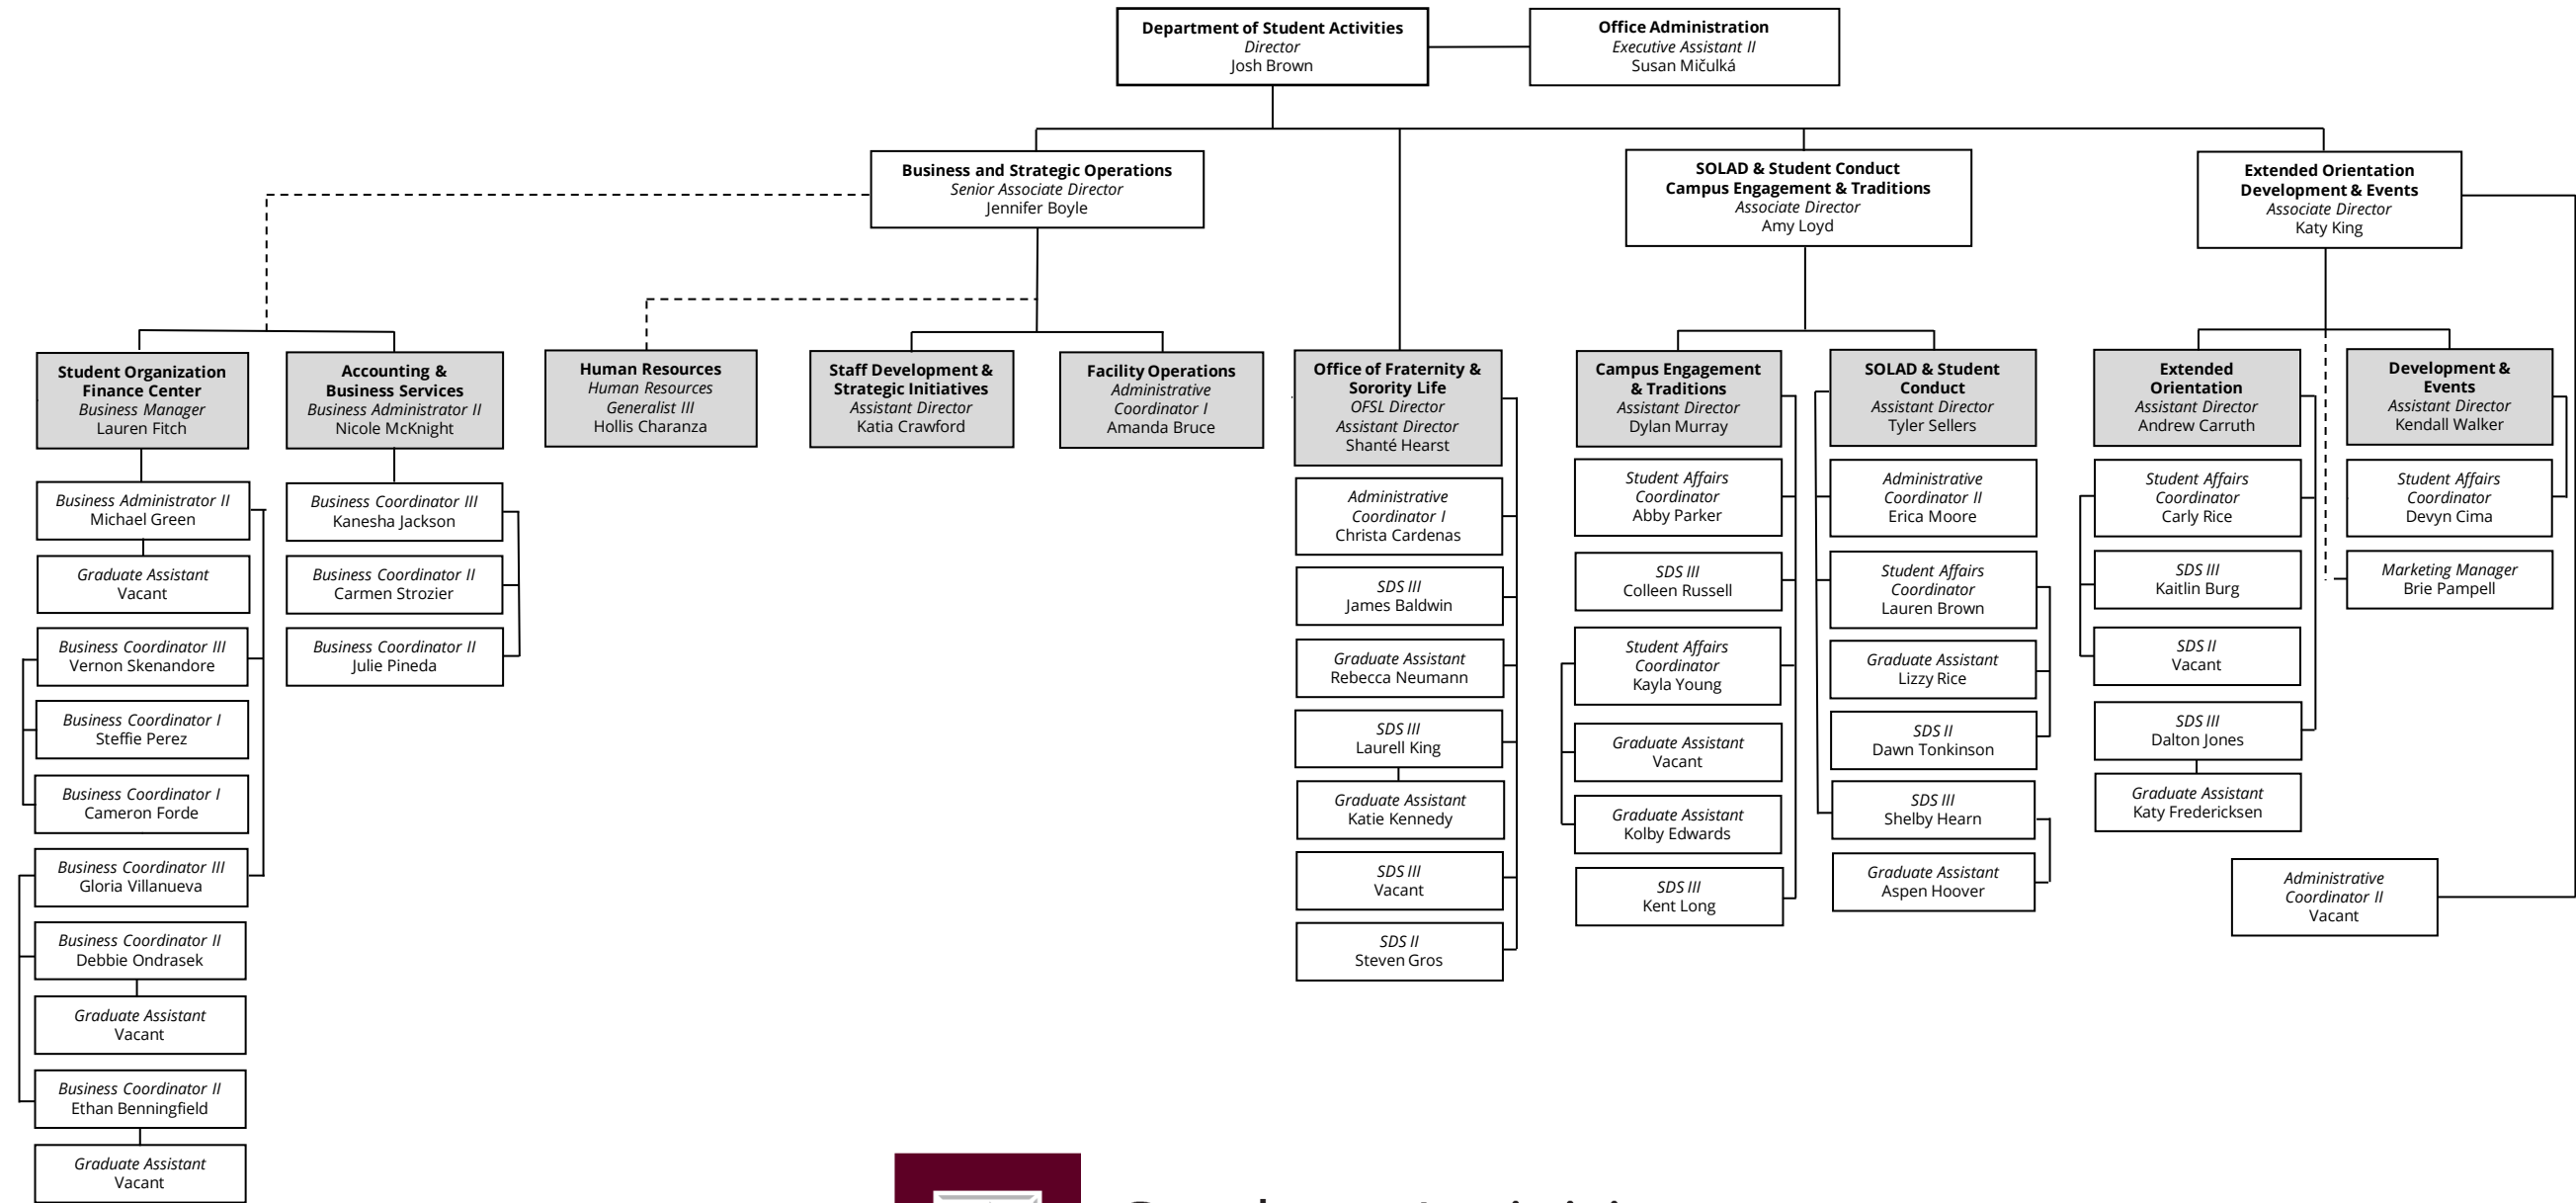 Department of Student Activities
Director
Josh Brown
Office Administration
Executive Assistant II
Susan Mičulká
Business and Strategic Operations
Senior Associate Director
Jennifer Boyle
SOLAD & Student Conduct
Campus Engagement & Traditions
Associate Director
Amy Loyd
Extended Orientation
Development & Events
Associate Director
Katy King
Student Organization
Finance Center
Business Manager
Lauren Fitch
Business Administrator II
Michael Green
Graduate Assistant
Vacant
Business Coordinator III
Vernon Skenandore
Business Coordinator I
Steffie Perez
Business Coordinator I
Cameron Forde
Business Coordinator III
Gloria Villanueva
Business Coordinator II
Debbie Ondrasek
Graduate Assistant
Vacant
Business Coordinator II
Ethan Benningfield
Graduate Assistant
Vacant
Accounting &
Business Services
Business Administrator II
Nicole McKnight
Business Coordinator III
Kanesha Jackson
Business Coordinator II
Carmen Strozier
Business Coordinator II
Julie Pineda
Human Resources
Human Resources
Generalist III
Hollis Charanza
Staff Development &
Strategic Initiatives
Assistant Director
Katia Crawford
Facility Operations
Administrative
Coordinator I
Amanda Bruce
Office of Fraternity &
Sorority Life
OFSL Director
Assistant Director
Shanté Hearst
Administrative
Coordinator I
Christa Cardenas
SDS III
James Baldwin
Graduate Assistant
Rebecca Neumann
SDS III
Laurell King
Graduate Assistant
Katie Kennedy
SDS III
Vacant
SDS II
Steven Gros
Campus Engagement
& Traditions
Assistant Director
Dylan Murray
Student Affairs
Coordinator
Abby Parker
SDS III
Colleen Russell
Student Affairs
Coordinator
Kayla Young
Graduate Assistant
Vacant
Graduate Assistant
Kolby Edwards
SDS III
Kent Long
SOLAD & Student
Conduct
Assistant Director
Tyler Sellers
Administrative
Coordinator II
Erica Moore
Student Affairs
Coordinator
Lauren Brown
Graduate Assistant
Lizzy Rice
SDS II
Dawn Tonkinson
SDS III
Shelby Hearn
Graduate Assistant
Aspen Hoover
Extended
Orientation
Assistant Director
Andrew Carruth
Student Affairs
Coordinator
Carly Rice
SDS III
Kaitlin Burg
SDS II
Vacant
SDS III
Dalton Jones
Graduate Assistant
Katy Fredericksen
Development &
Events
Assistant Director
Kendall Walker
Student Affairs
Coordinator
Devyn Cima
Marketing Manager
Brie Pampell
Administrative
Coordinator II
Vacant